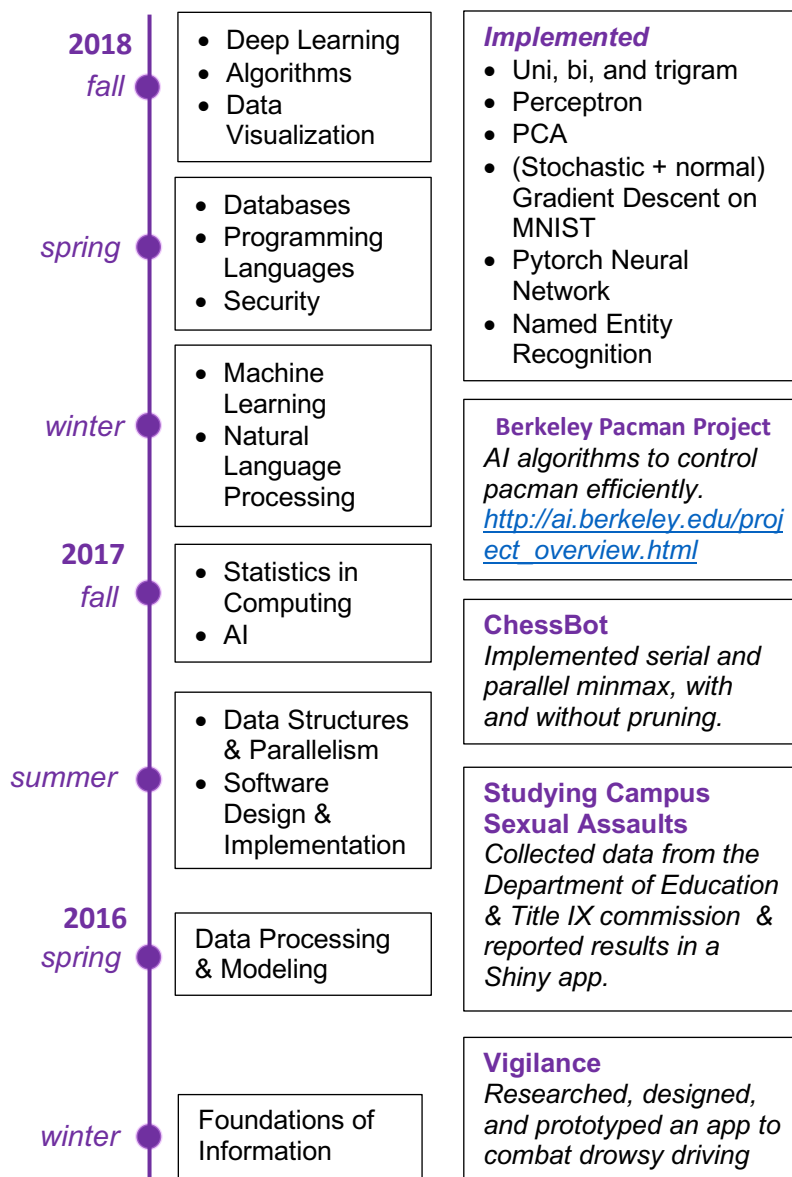 2018
fall
• Deep Learning
• Algorithms
• Data
Visualization
spring
• Databases
• Programming
Languages
• Security
winter
• Machine
Learning
• Natural
Language
Processing
2017
fall
• Statistics in
Computing
• AI
summer
• Data Structures
& Parallelism
• Software
Design &
Implementation
2016
spring
Data Processing
& Modeling
winter
Foundations of
Information
Implemented
• Uni, bi, and trigram
• Perceptron
• PCA
• (Stochastic + normal)
Gradient Descent on
MNIST
• Pytorch Neural
Network
• Named Entity
Recognition
Berkeley Pacman Project
AI algorithms to control
pacman efficiently.
http://ai.berkeley.edu/proj
ect_overview.html
ChessBot
Implemented serial and
parallel minmax, with
and without pruning.
Studying Campus
Sexual Assaults
Collected data from the
Department of Education
& Title IX commission &
reported results in a
Shiny app.
Vigilance
Researched, designed,
and prototyped an app to
combat drowsy driving